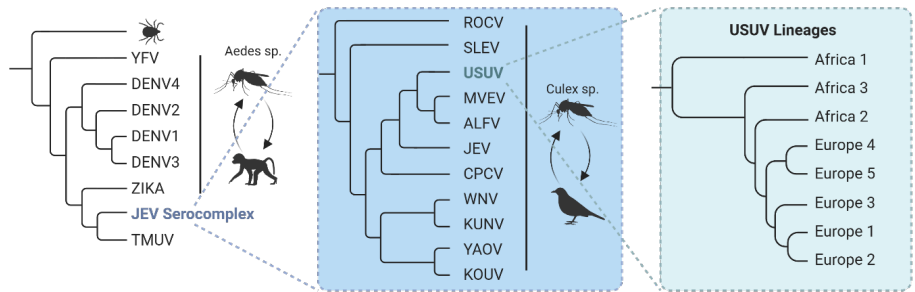 YFV
DENV4
DENV2
DENV1
DENV3
ZIKA
JEV Serocomplex
TMUV
Aedes sp.
ROCV
SLEV
USUV
MVEV
ALFV
JEV
CPCV
WNV
KUNV
YAOV
KOUV
Culex sp.
USUV Lineages
Africa 1
Africa 3
Africa 2
Europe 4
Europe 5
Europe 3
Europe 1
Europe 2